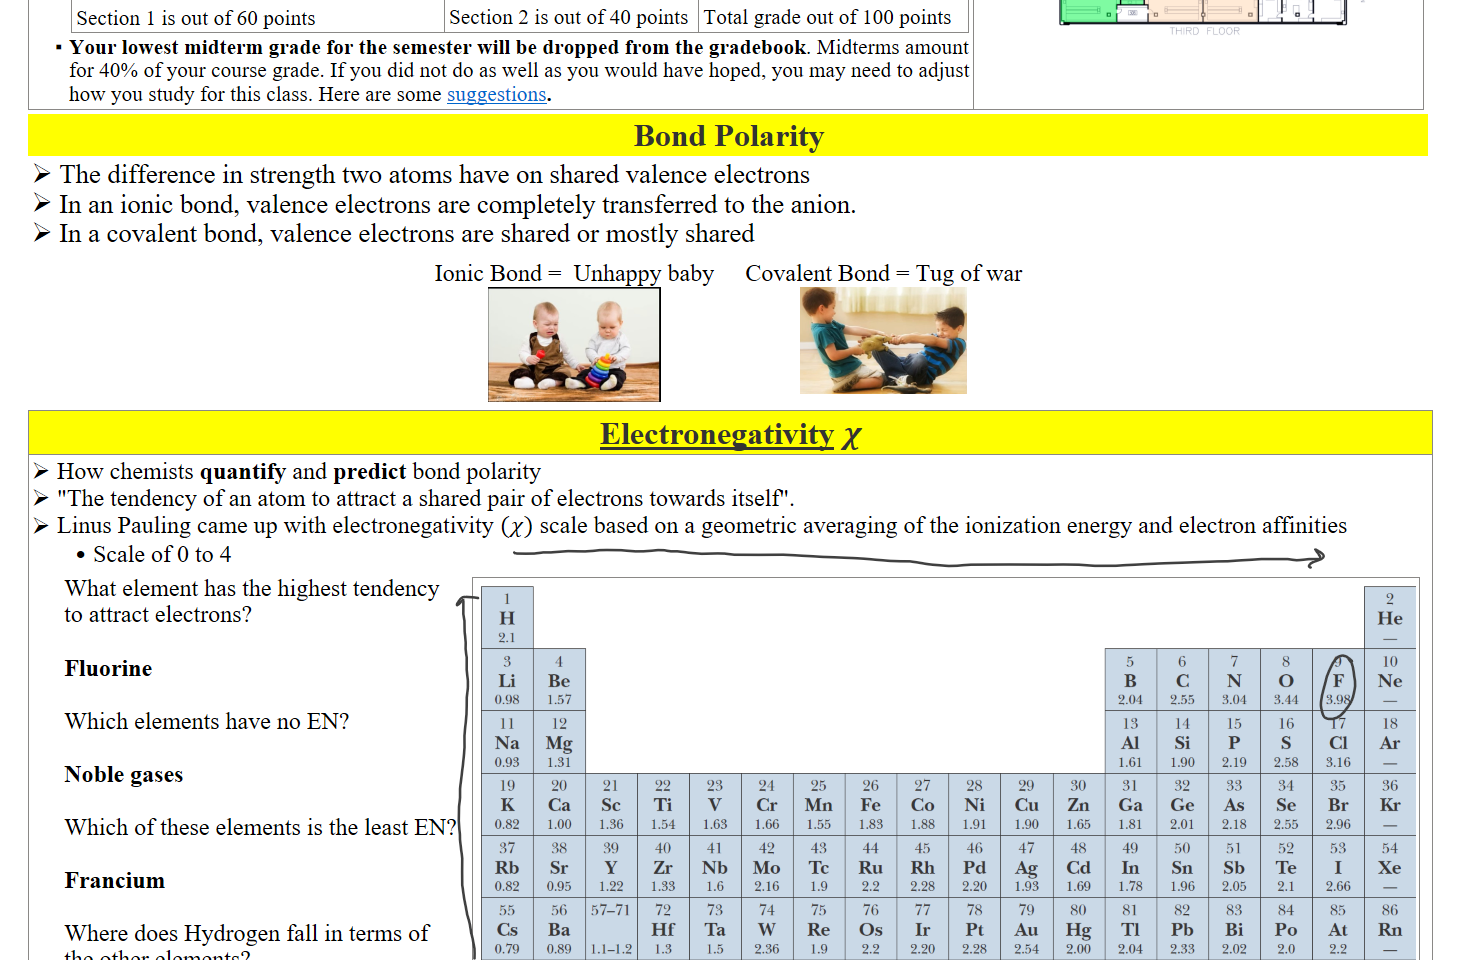 Section 1 is out of 60 points Section 2 is out of 40 points Total grade out of 100 points
THIRD FLOOR
▪ Your lowest midterm grade for the semester will be dropped from the gradebook. Midterms amount
for 40% of your course grade. If you did not do as well as you would have hoped, you may need to adjust
how you study for this class. Here are some suggestions.
Bond Polarity
➢ The difference in strength two atoms have on shared valence electrons
➢ In an ionic bond, valence electrons are completely transferred to the anion.
➢ In a covalent bond, valence electrons are shared or mostly shared
Ionic Bond = Unhappy baby Covalent Bond = Tug of war
Electronegativity χ
➢ How chemists quantify and predict bond polarity
➢ "The tendency of an atom to attract a shared pair of electrons towards itself".
➢ Linus Pauling came up with electronegativity (χ) scale based on a geometric averaging of the ionization energy and electron affinities
• Scale of 0 to 4
What element has the highest tendency
to attract electrons?
Fluorine
Which elements have no EN?
Noble gases
Which of these elements is the least EN?
Francium
Where does Hydrogen fall in terms of
the other elements?
1 2
H He
2.1 —
3 4 5 6 7 8 9 10
Li Be B C N O F Ne
0.98 1.57 2.04 2.55 3.04 3.44 3.98 —
11 12 13 14 15 16 17 18
Na Mg Al Si P S Cl Ar
0.93 1.31 1.61 1.90 2.19 2.58 3.16 —
19 20 21 22 23 24 25 26 27 28 29 30 31 32 33 34 35 36
K Ca Sc Ti V Cr Mn Fe Co Ni Cu Zn Ga Ge As Se Br Kr
0.82 1.00 1.36 1.54 1.63 1.66 1.55 1.83 1.88 1.91 1.90 1.65 1.81 2.01 2.18 2.55 2.96 —
37 38 39 40 41 42 43 44 45 46 47 48 49 50 51 52 53 54
Rb Sr Y Zr Nb Mo Tc Ru Rh Pd Ag Cd In Sn Sb Te I Xe
0.82 0.95 1.22 1.33 1.6 2.16 1.9 2.2 2.28 2.20 1.93 1.69 1.78 1.96 2.05 2.1 2.66 —
55 56 57–71 72 73 74 75 76 77 78 79 80 81 82 83 84 85 86
Cs Ba Hf Ta W Re Os Ir Pt Au Hg Tl Pb Bi Po At Rn
0.79 0.89 1.1–1.2 1.3 1.5 2.36 1.9 2.2 2.20 2.28 2.54 2.00 2.04 2.33 2.02 2.0 2.2 —